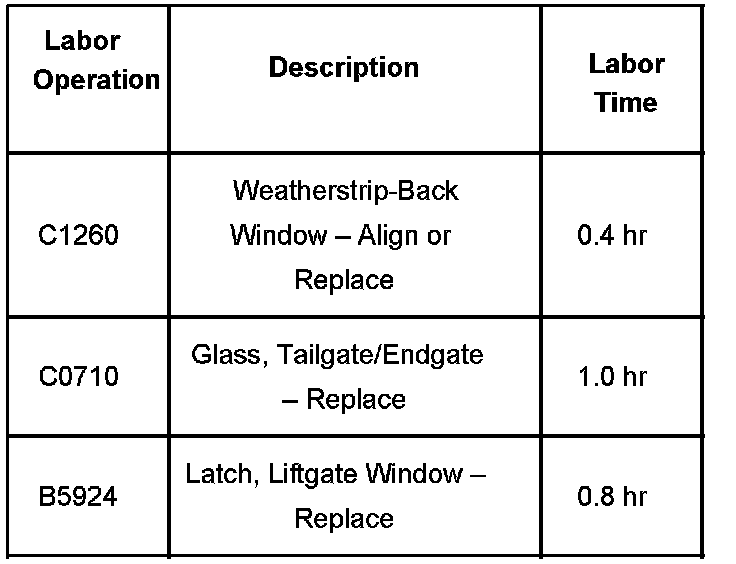 Labor
Operation
Description
Labor
Time
C1260
Weatherstrip-Back
Window – Align or
Replace
0.4 hr
C0710
Glass, Tailgate/Endgate
– Replace
1.0 hr
B5924
Latch, Liftgate Window –
Replace
0.8 hr